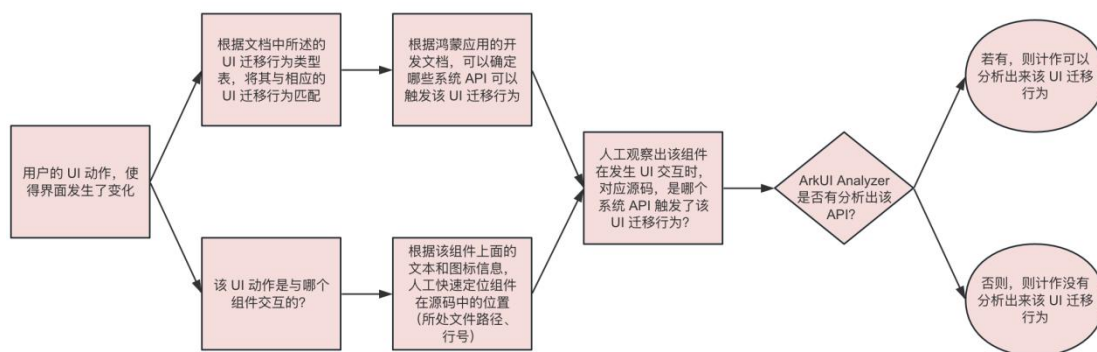 用户的 UI 动作，使
得界面发生了变化
根据文档中所述的
UI 迁移行为类型
表，将其与相应的
UI 迁移行为匹配
根据鸿蒙应用的开
发文档，可以确定
哪些系统 API 可以
触发该 UI 迁移行为
该 UI 动作是与哪个
组件交互的？
根据该组件上面的
文本和图标信息，
人工快速定位组件
在源码中的位置
（所处文件路径、
行号）
人工观察出该组件
在发生 UI 交互时，
对应源码，是哪个
系统 API 触发了该
UI 迁移行为？
ArkUI Analyzer
是否有分析出该
API？
若有，则计作可以
分析出来该 UI 迁移
行为
否则，则计作没有
分析出来该 UI 迁移
行为